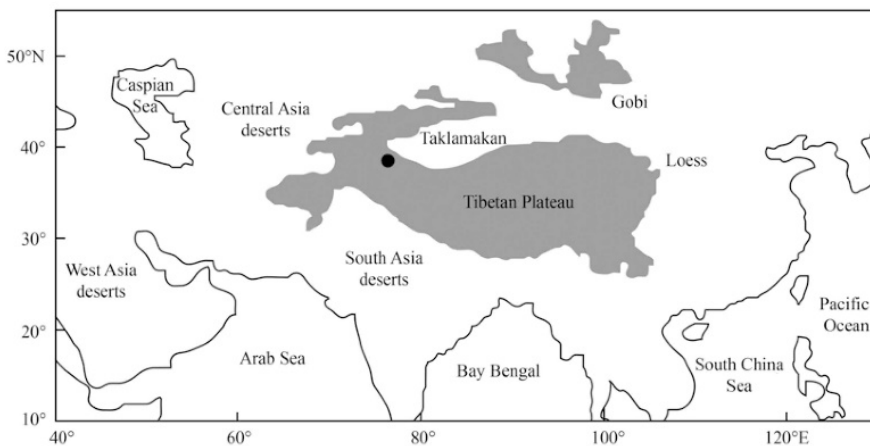 50°N
Caspian
Sea
Central Asia
deserts
Gobi
Taklamakan
40°
Loess
Tibetan Plateau
30°
West Asia
deserts
South Asia
deserts
Pacific
Ocean
20°
Arab Sea
Bay Bengal
South China
Sea
10°
40°
60°
80°
100°
120°E